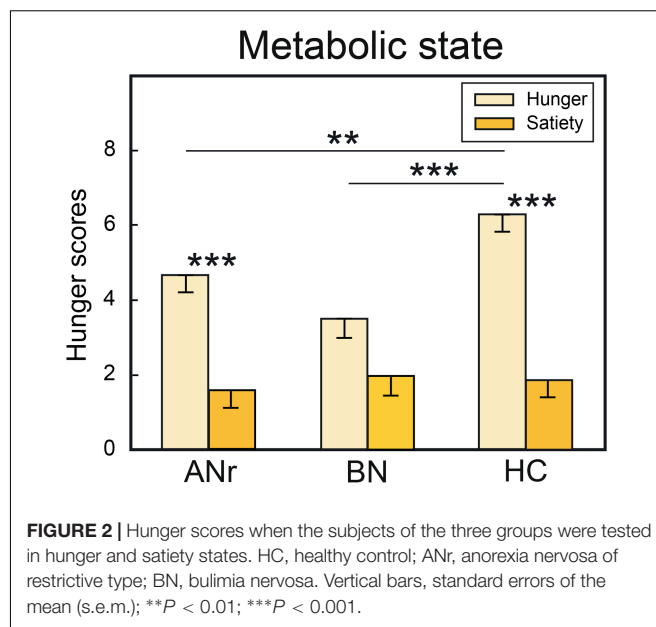 Metabolic state
Hunger
Satiety
**
***
***
***
Hunger scores
8
6
4
2
0
ANr
BN
HC
FIGURE 2 | Hunger scores when the subjects of the three groups were tested
in hunger and satiety states. HC, healthy control; ANr, anorexia nervosa of
restrictive type; BN, bulimia nervosa. Vertical bars, standard errors of the
mean (s.e.m.); **P < 0.01; ***P < 0.001.